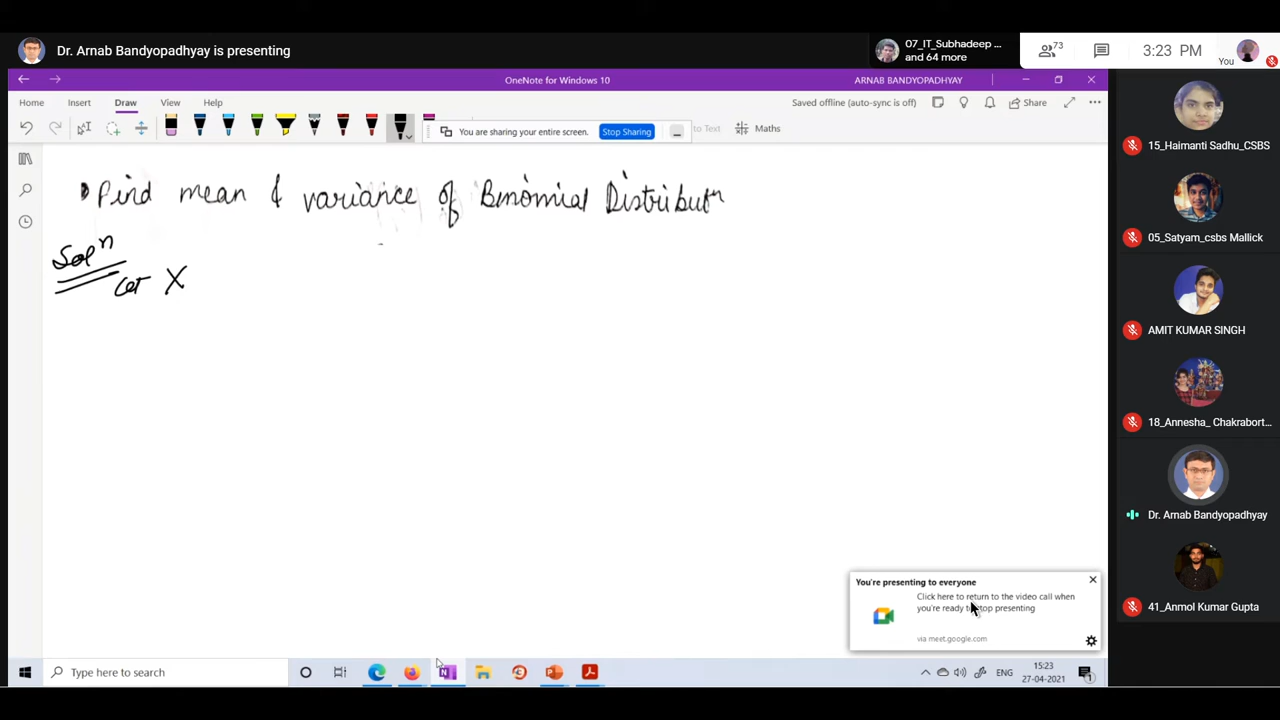 Dr. Arnab Bandyopadhyay is presenting
07_IT_Subhadeep ...
and 64 more
73
3:23 PM
You
OneNote for Windows 10
ARNAB BANDYOPADHYAY
Home Insert Draw View Help
Saved offline (auto-sync is off)
Share
You are sharing your entire screen.
Stop Sharing
to Text
Maths
• Find mean & variance of Binomial Distributn
Soln
Let X
15_Haimanti Sadhu_CSBS
05_Satyam_csbs Mallick
AMIT KUMAR SINGH
18_Annesha_ Chakrabort...
Dr. Arnab Bandyopadhyay
41_Anmol Kumar Gupta
You're presenting to everyone
Click here to return to the video call when
you're ready to stop presenting
via meet.google.com
Type here to search
ENG
15:23
27-04-2021
1